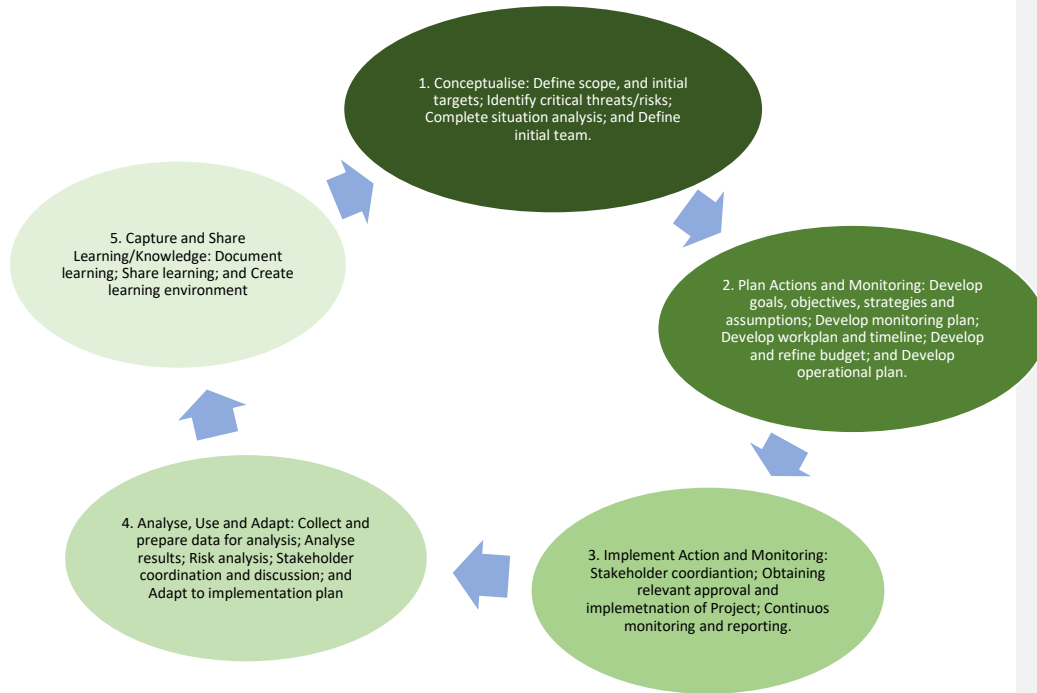 1. Conceptualise: Define scope, and initial
targets; Identify critical threats/risks;
Complete situation analysis; and Define
initial team.
2. Plan Actions and Monitoring: Develop
goals, objectives, strategies and
assumptions; Develop monitoring plan;
Develop workplan and timeline; Develop
and refine budget; and Develop
operational plan.
3. Implement Action and Monitoring:
Stakeholder coordiantion; Obtaining
relevant approval and
implemetnation of Project; Continuos
monitoring and reporting.
4. Analyse, Use and Adapt: Collect and
prepare data for analysis; Analyse
results; Risk analysis; Stakeholder
coordination and discussion; and
Adapt to implementation plan
5. Capture and Share
Learning/Knowledge: Document
learning; Share learning; and Create
learning environment